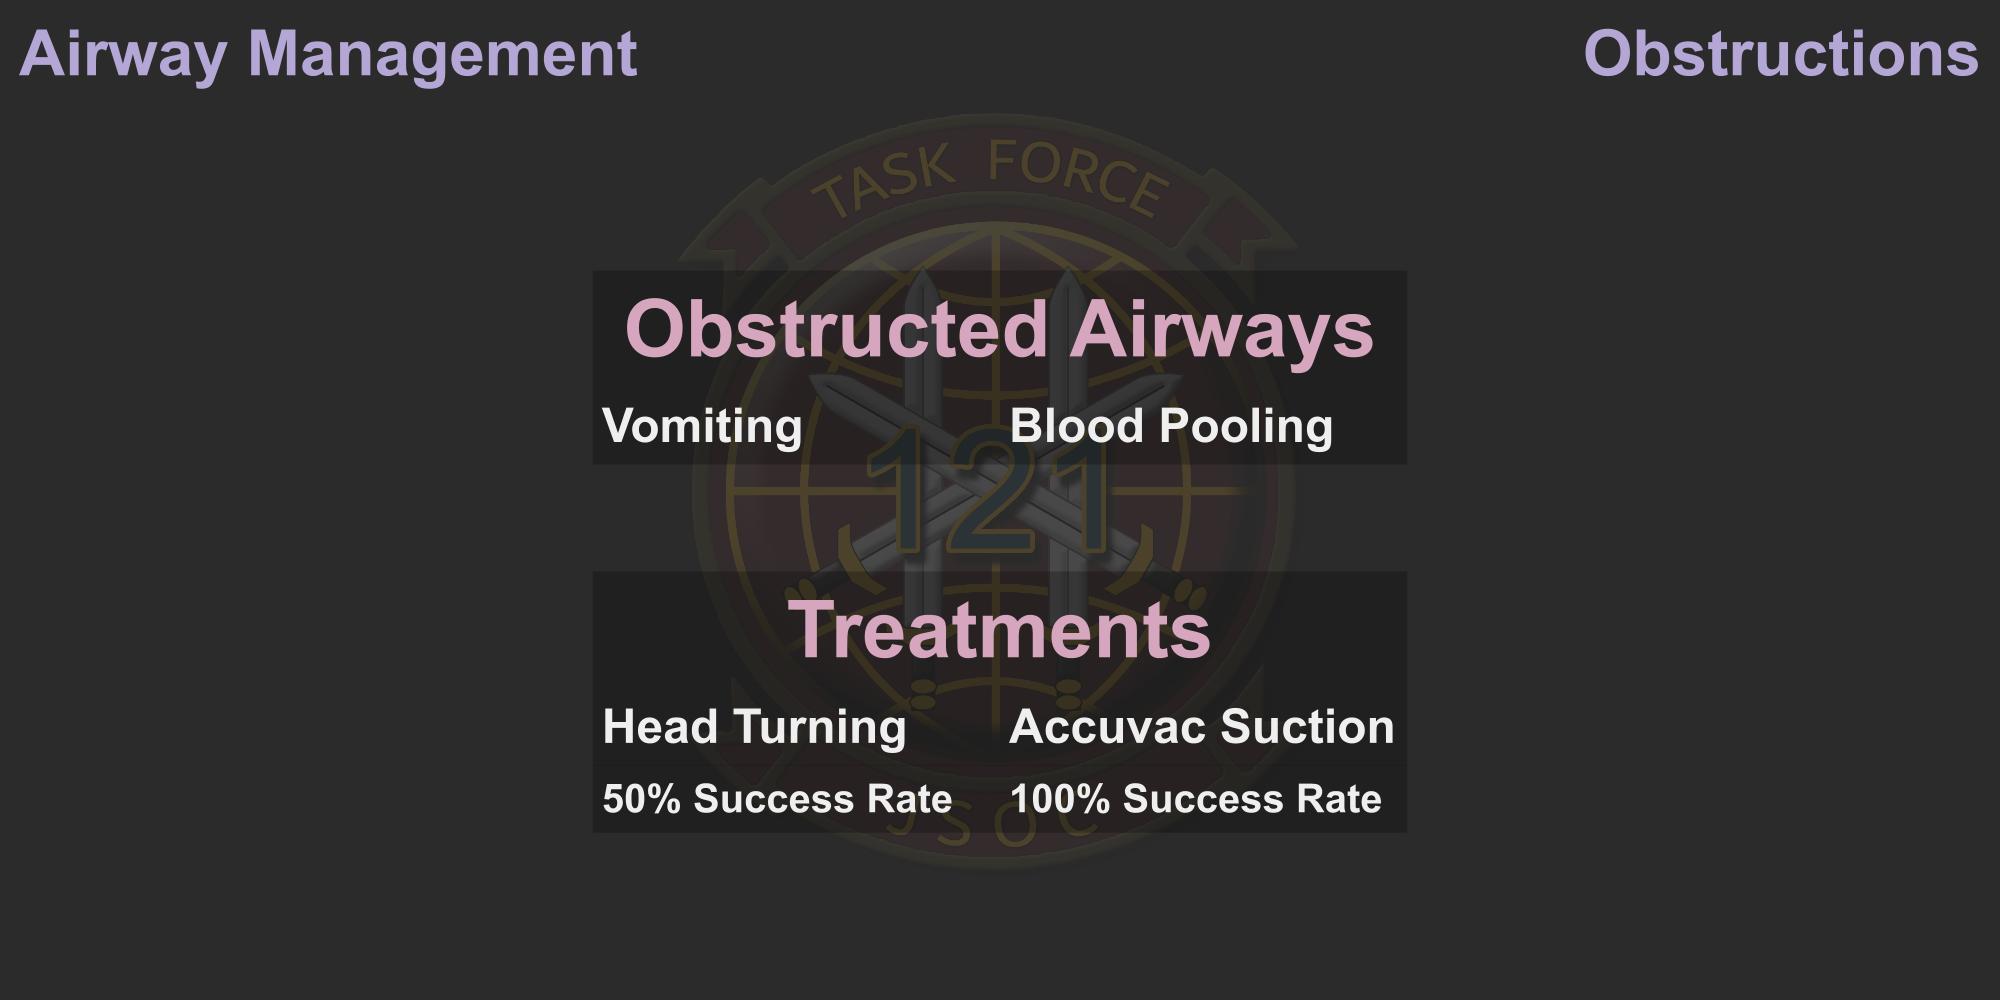 Airway Management
Obstructions
TASK FORCE
Obstructed Airways
Vomiting
Blood Pooling
121
Treatments
Head Turning
Accuvac Suction
50% Success Rate
100% Success Rate
JSOC